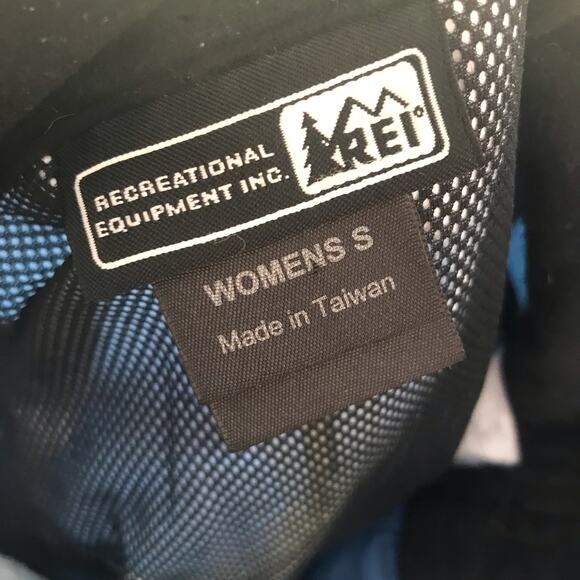 RECREATIONAL
EQUIPMENT INC.
REI
WOMENS S
Made in Taiwan